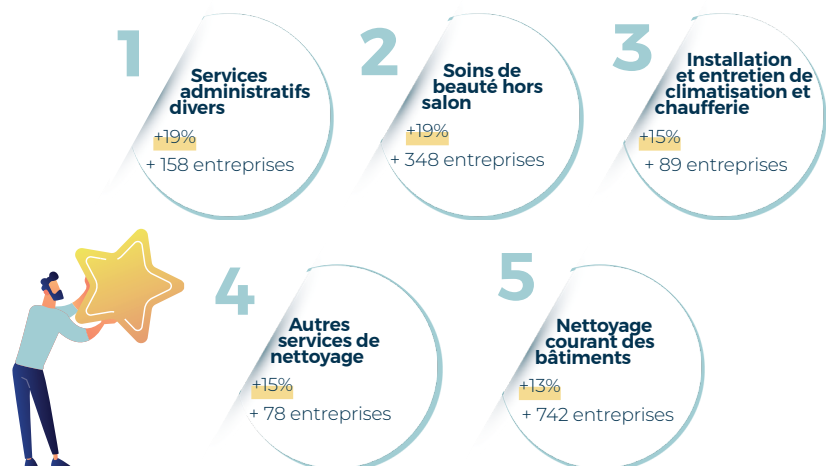 1
Services
administratifs
divers
+19%
+ 158 entreprises
2
Soins de
beauté hors
salon
+19%
+ 348 entreprises
3
Installation
et entretien de
climatisation et
chaufferie
+15%
+ 89 entreprises
4
Autres
services de
nettoyage
+15%
+ 78 entreprises
5
Nettoyage
courant des
bâtiments
+13%
+ 742 entreprises